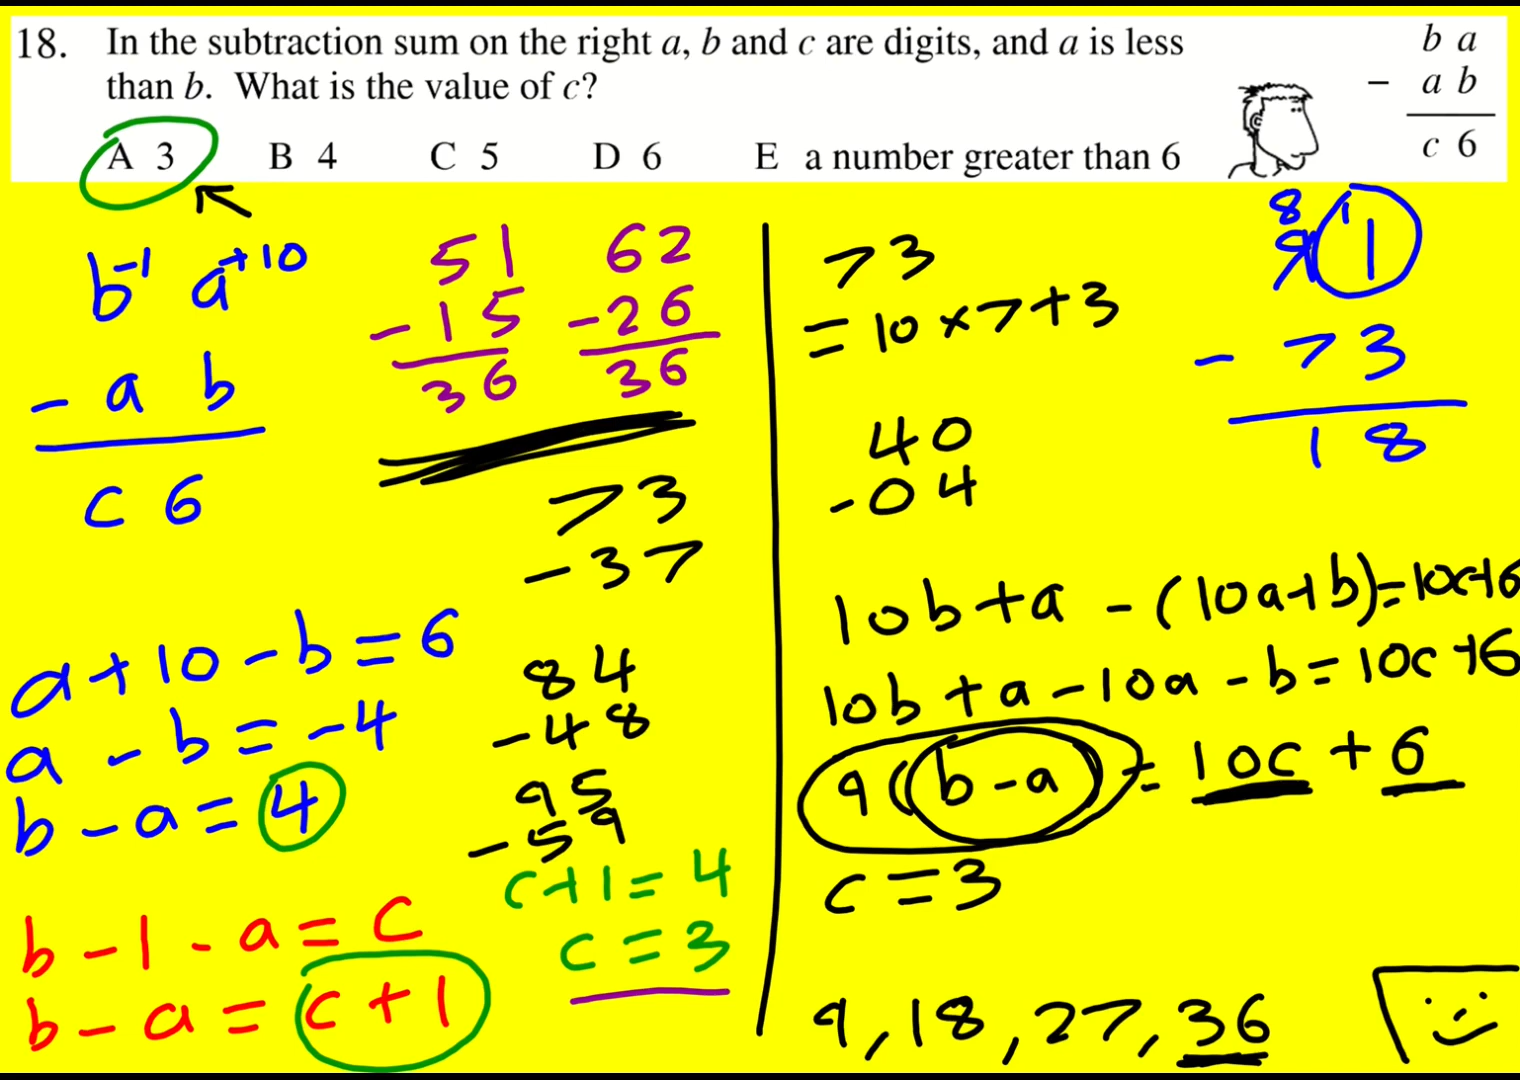 18. In the subtraction sum on the right a, b and c are digits, and a is less
than b. What is the value of c?
A 3 B 4 C 5 D 6 E a number greater than 6
b a
- a b
c 6
b-1 a+10
- a b
c 6
51
-15
36
62
-26
36
73
-37
a+10-b=6
a-b=-4
b-a=4
84
-48
95
-59
b-1-a=c
b-a=c+1
c+1=4
c=3
73
=10×7+3
40
-04
8
91
- 73
18
10b+a-(10a+b)=10c+6
10b+a-10a-b=10c+6
9(b-a)=10c+6
c=3
9,18,27,36